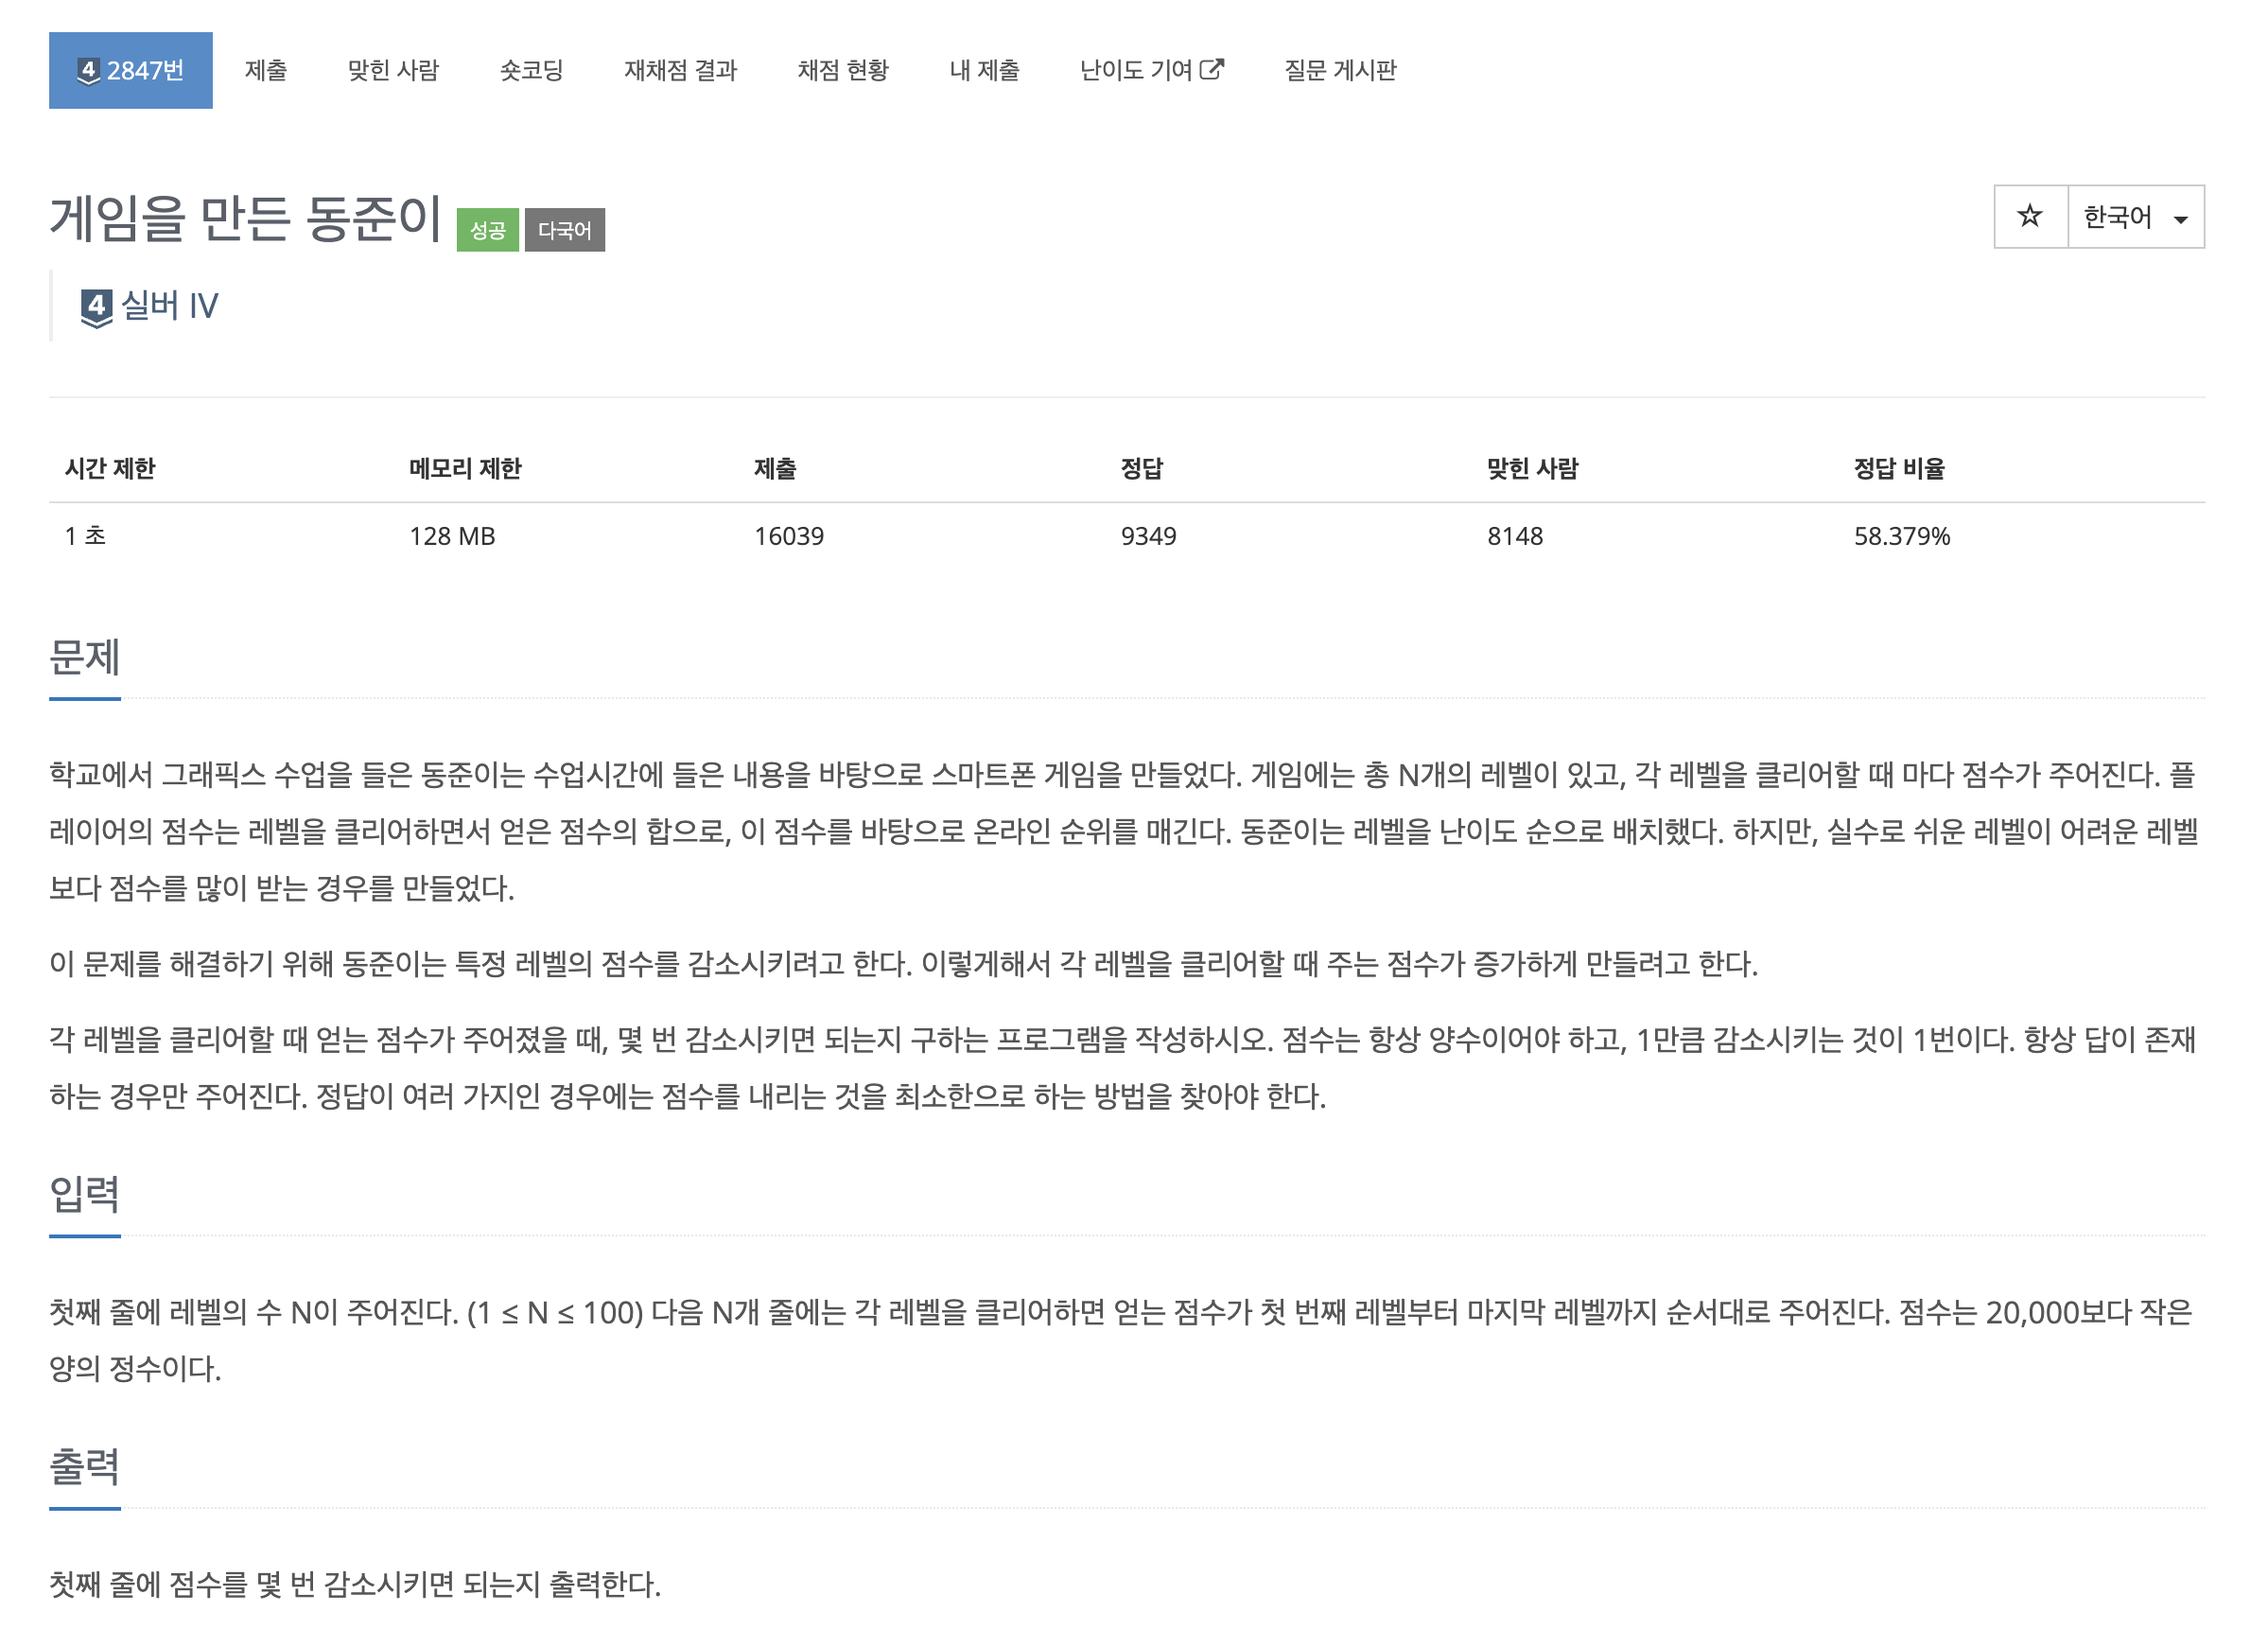 4 2847번 제출 맞힌 사람 숏코딩 재채점 결과 채점 현황 내 제출 난이도 기여 질문 게시판
게임을 만든 동준이 성공 다국어 한국어
4 실버 IV
시간 제한 메모리 제한 제출 정답 맞힌 사람 정답 비율
1 초 128 MB 16039 9349 8148 58.379%
문제
학교에서 그래픽스 수업을 들은 동준이는 수업시간에 들은 내용을 바탕으로 스마트폰 게임을 만들었다. 게임에는 총 N개의 레벨이 있고, 각 레벨을 클리어할 때 마다 점수가 주어진다. 플
레이어의 점수는 레벨을 클리어하면서 얻은 점수의 합으로, 이 점수를 바탕으로 온라인 순위를 매긴다. 동준이는 레벨을 난이도 순으로 배치했다. 하지만, 실수로 쉬운 레벨이 어려운 레벨
보다 점수를 많이 받는 경우를 만들었다.
이 문제를 해결하기 위해 동준이는 특정 레벨의 점수를 감소시키려고 한다. 이렇게해서 각 레벨을 클리어할 때 주는 점수가 증가하게 만들려고 한다.
각 레벨을 클리어할 때 얻는 점수가 주어졌을 때, 몇 번 감소시키면 되는지 구하는 프로그램을 작성하시오. 점수는 항상 양수이어야 하고, 1만큼 감소시키는 것이 1번이다. 항상 답이 존재
하는 경우만 주어진다. 정답이 여러 가지인 경우에는 점수를 내리는 것을 최소한으로 하는 방법을 찾아야 한다.
입력
첫째 줄에 레벨의 수 N이 주어진다. (1 ≤ N ≤ 100) 다음 N개 줄에는 각 레벨을 클리어하면 얻는 점수가 첫 번째 레벨부터 마지막 레벨까지 순서대로 주어진다. 점수는 20,000보다 작은
양의 정수이다.
출력
첫째 줄에 점수를 몇 번 감소시키면 되는지 출력한다.